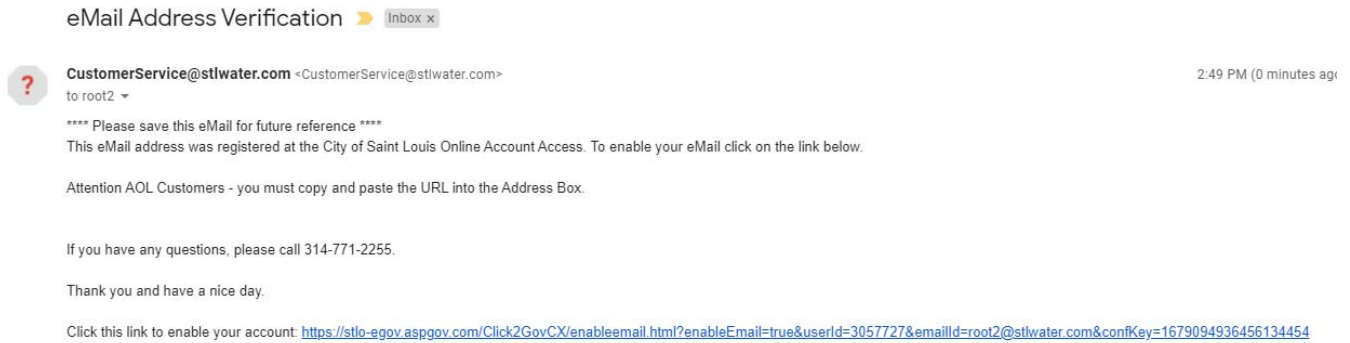 eMail Address Verification Inbox x
CustomerService@stlwater.com <CustomerService@stlwater.com> 2:49 PM (0 minutes ago
?
to root2
**** Please save this eMail for future reference ****
This eMail address was registered at the City of Saint Louis Online Account Access. To enable your eMail click on the link below.
Attention AOL Customers - you must copy and paste the URL into the Address Box.
If you have any questions, please call 314-771-2255.
Thank you and have a nice day.
Click this link to enable your account: https://stlo-egov.aspgov.com/Click2GovCX/enableemail.html?enableEmail=true&userId=3057727&emailId=root2@stlwater.com&confKey=1679094936456134454